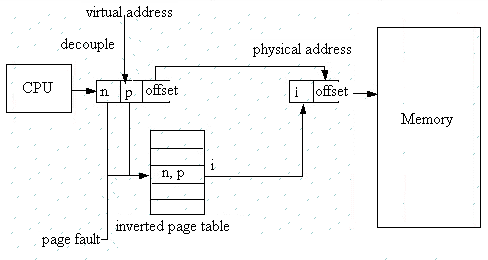 virtual address
decouple
physical address
CPU
n
p
offset
i
offset
Memory
n, p
i
inverted page table
page fault